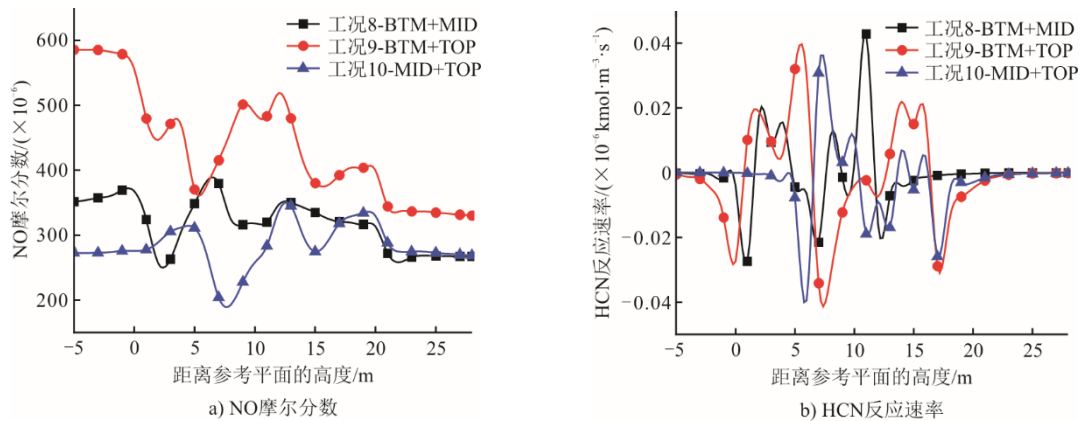 NO摩尔分数/(×10⁻⁶)
600
500
400
300
200
工况8-BTM+MID
工况9-BTM+TOP
工况10-MID+TOP
−5 0 5 10 15 20 25
距离参考平面的高度/m
a) NO摩尔分数
HCN反应速率/(×10⁻⁶ kmol·m⁻³·s⁻¹)
0.04
0.02
0
−0.02
−0.04
工况8-BTM+MID
工况9-BTM+TOP
工况10-MID+TOP
−5 0 5 10 15 20 25
距离参考平面的高度/m
b) HCN反应速率